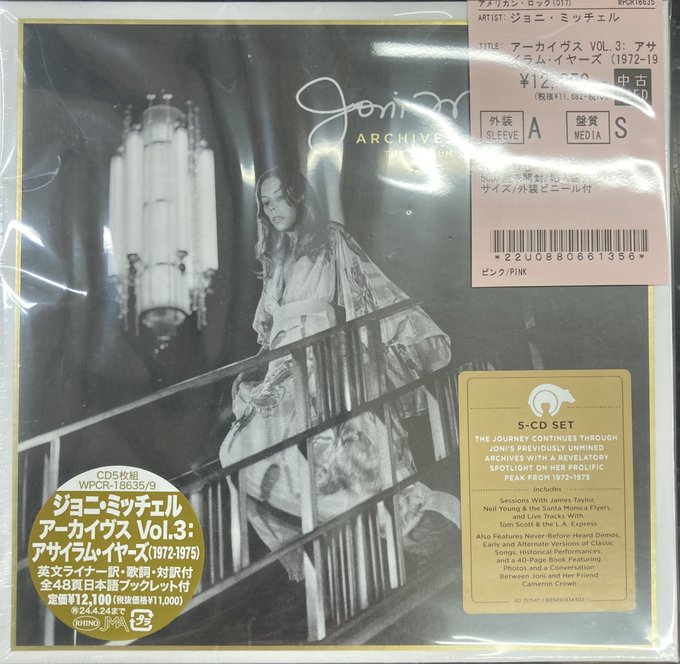 アメリカン・ロック(017) WPCR18635
ARTIST: ジョニ・ミッチェル
TITLE: アーカイヴス VOL.3: アサ
イラム・イヤーズ (1972-19
中古
外装
SLEEVE A
盤質
MEDIA S
サイズ/外装ビニール付
*22U0880661356*
ピンク/PINK
Joni M
ARCHIVE
5-CD SET
THE JOURNEY CONTINUES THROUGH
JONI'S PREVIOUSLY UNMINED
ARCHIVES WITH A REVELATORY
SPOTLIGHT ON HER PROLIFIC
PEAK FROM 1972-1975
Includes
Sessions With James Taylor,
Neil Young & the Santa Monica Flyers,
and Live Tracks With
Tom Scott & the L.A. Express
Also Features Never-Before-Heard Demos,
Early and Alternate Versions of Classic
Songs, Historical Performances,
and a 40-Page Book Featuring
Photos and a Conversation
Between Joni and Her Friend
Cameron Crowe
CD5枚組
WPCR-18635/9
ジョニ・ミッチェル
アーカイヴス Vol.3:
アサイラム・イヤーズ(1972-1975)
英文ライナー訳・歌詞・対訳付
全48頁日本語ブックレット付
定価¥12,100(税抜価格¥11,000)
24.4.24まで
RHINO JMA